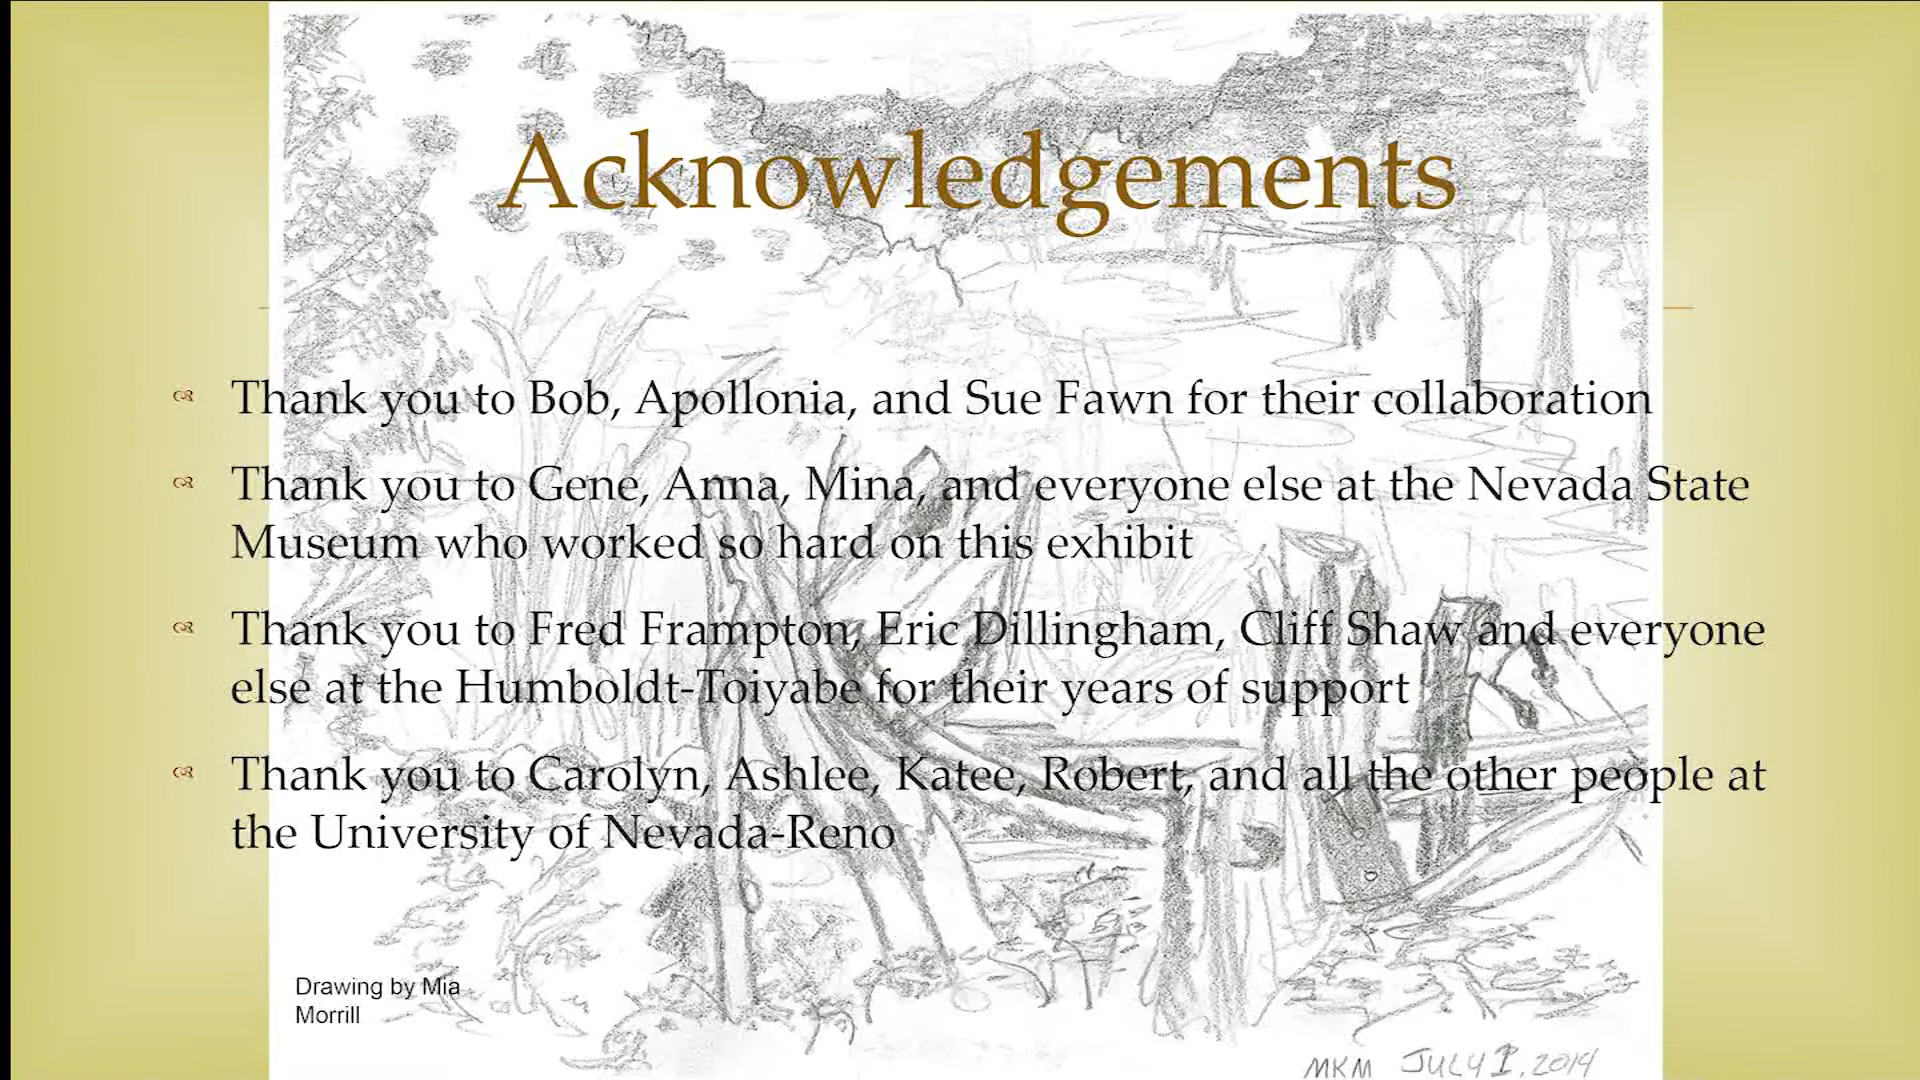 Acknowledgements
Thank you to Bob, Apollonia, and Sue Fawn for their collaboration
Thank you to Gene, Anna, Mina, and everyone else at the Nevada State
Museum who worked so hard on this exhibit
Thank you to Fred Frampton, Eric Dillingham, Cliff Shaw and everyone
else at the Humboldt-Toiyabe for their years of support
Thank you to Carolyn, Ashlee, Katee, Robert, and all the other people at
the University of Nevada-Reno
Drawing by Mia
Morrill
MKM JULY 1, 2014